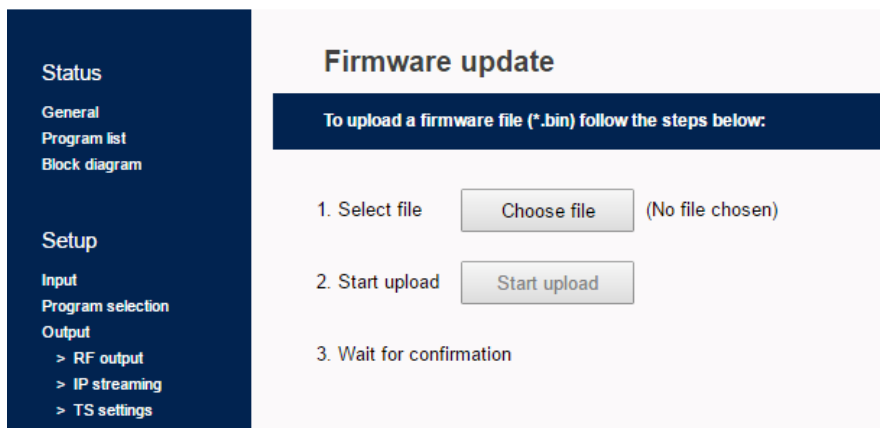 Status
General
Program list
Block diagram
Setup
Input
Program selection
Output
> RF output
> IP streaming
> TS settings
Firmware update
To upload a firmware file (*.bin) follow the steps below:
1. Select file Choose file (No file chosen)
2. Start upload Start upload
3. Wait for confirmation